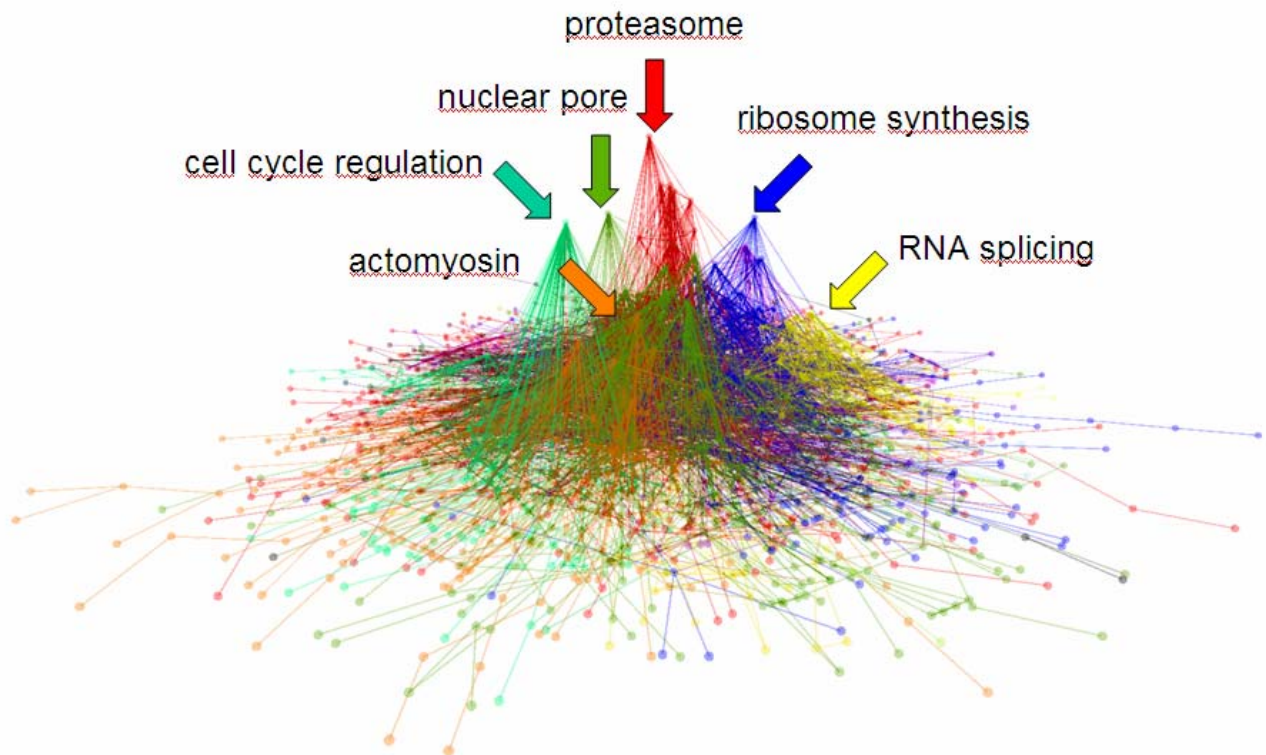 proteasome
nuclear pore
ribosome synthesis
cell cycle regulation
actomyosin
RNA splicing